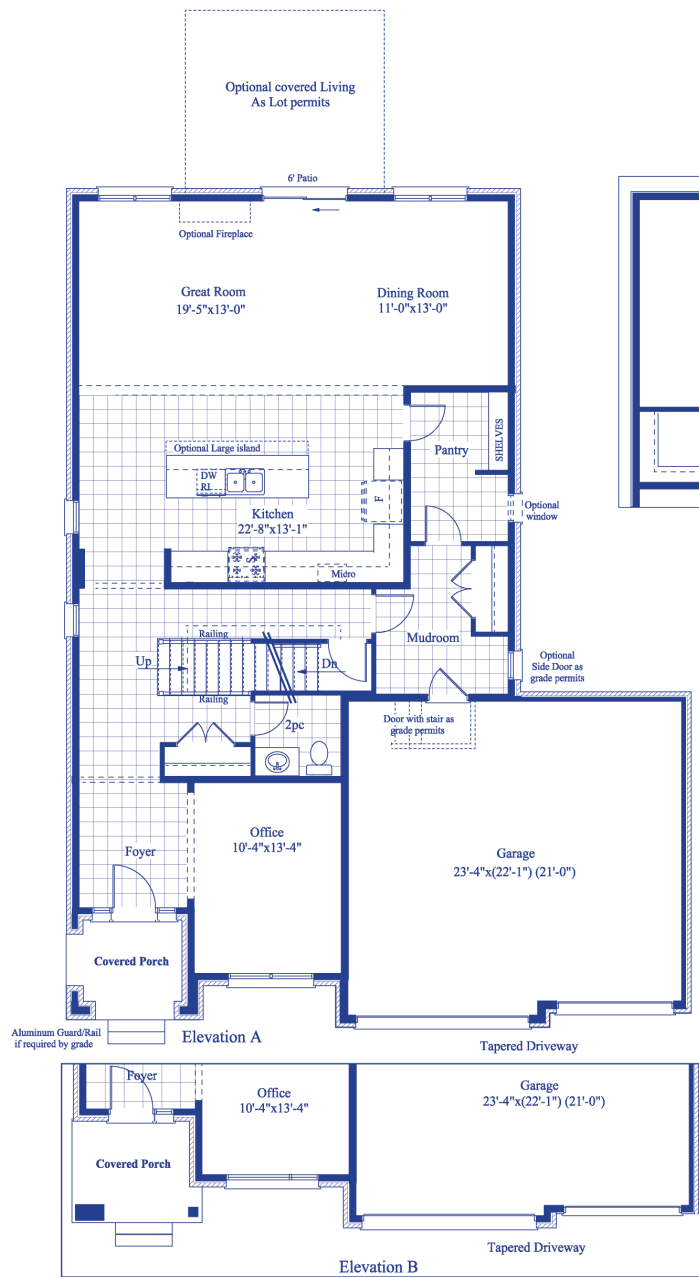 Optional covered Living
As Lot permits
6' Patio
Optional Fireplace
Great Room
19'-5"x13'-0"
Dining Room
11'-0"x13'-0"
Optional Large island
DW
RI
Kitchen
22'-8"x13'-1"
F
S
Micro
Pantry
SHELVES
Optional
window
Mudroom
Optional
Side Door as
grade permits
Railing
Up
Dn
Railing
2pc
Door with stair as
grade permits
Foyer
Office
10'-4"x13'-4"
Garage
23'-4"x(22'-1") (21'-0")
Covered Porch
Aluminum Guard/Rail
if required by grade
Elevation A
Tapered Driveway
Foyer
Office
10'-4"x13'-4"
Garage
23'-4"x(22'-1") (21'-0")
Covered Porch
Tapered Driveway
Elevation B